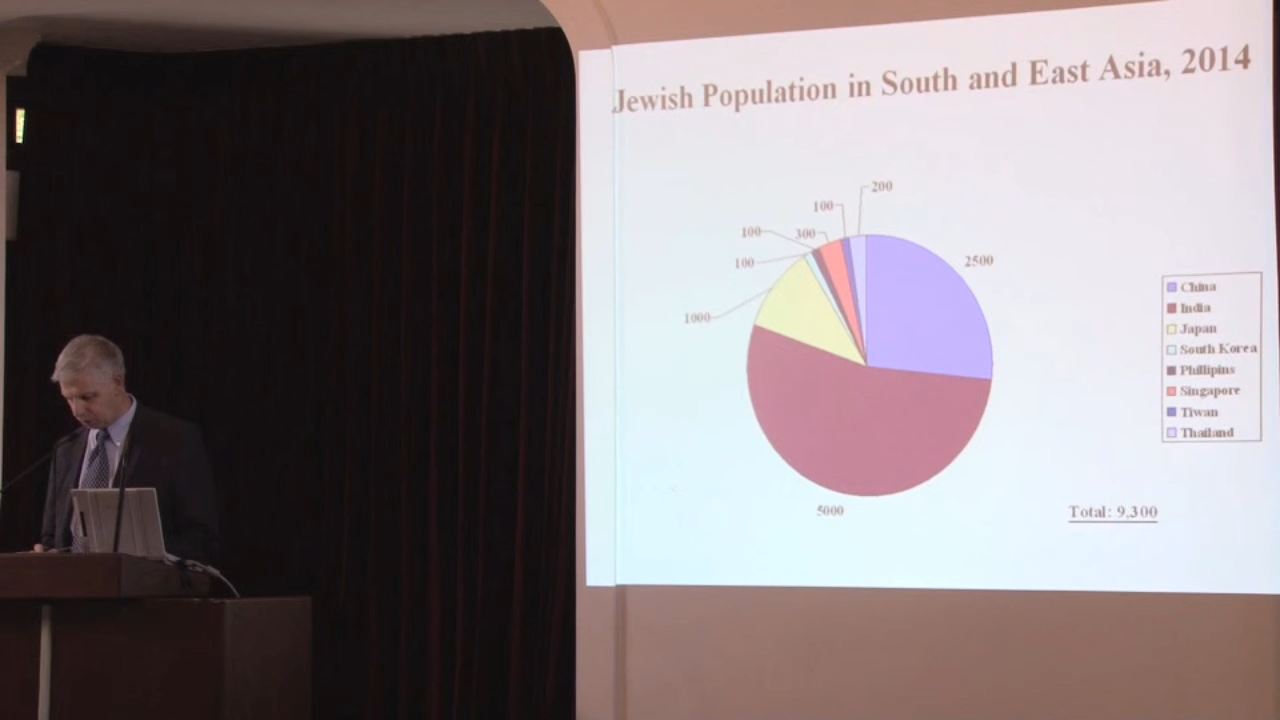 Jewish Population in South and East Asia, 2014
200
100
100
300
100
2500
1000
5000
China
India
Japan
South Korea
Phillipins
Singapore
Tiwan
Thailand
Total: 9,300